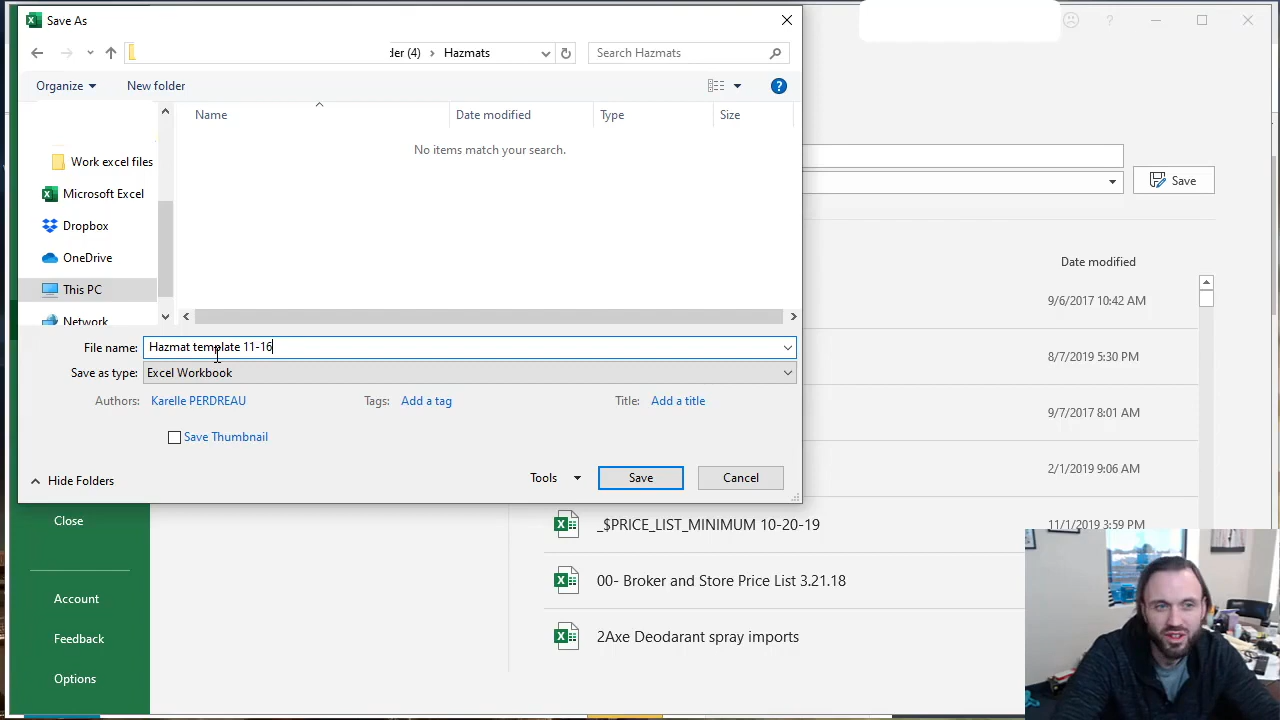 Save As
der (4) > Hazmats
Search Hazmats
Organize
New folder
Name
Date modified
Type
Size
No items match your search.
Work excel files
Microsoft Excel
Dropbox
OneDrive
This PC
Network
File name: Hazmat template 11-16
Save as type: Excel Workbook
Authors: Karelle PERDREAU
Tags: Add a tag
Title: Add a title
Save Thumbnail
Hide Folders
Tools
Save
Cancel
Save
Date modified
9/6/2017 10:42 AM
8/7/2019 5:30 PM
9/7/2017 8:01 AM
2/1/2019 9:06 AM
_$PRICE_LIST_MINIMUM 10-20-19
11/1/2019 3:59 PM
00- Broker and Store Price List 3.21.18
2Axe Deodarant spray imports
Close
Account
Feedback
Options